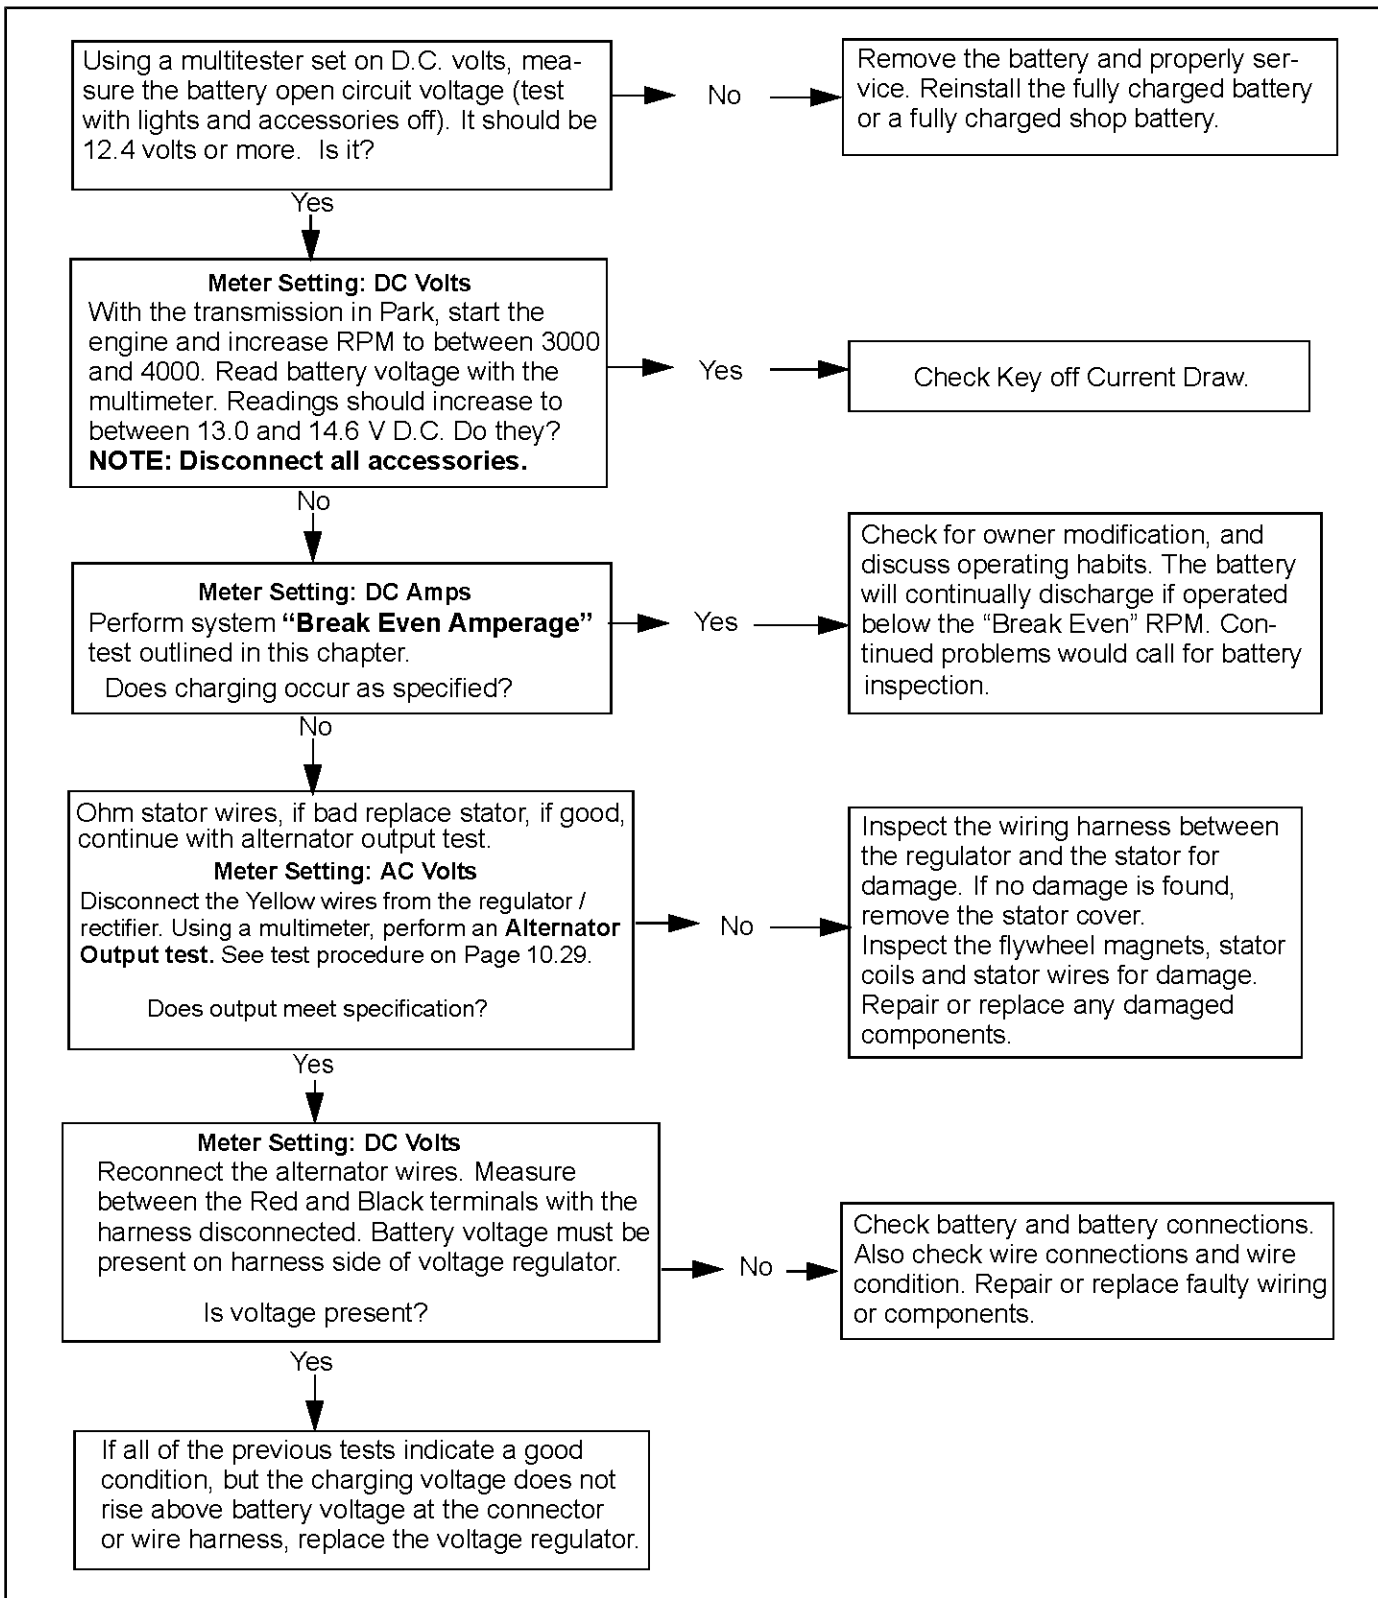 Using a multitester set on D.C. volts, mea-
sure the battery open circuit voltage (test
with lights and accessories off). It should be
12.4 volts or more.  Is it?
No
Remove the battery and properly ser-
vice. Reinstall the fully charged battery
or a fully charged shop battery.
Yes
Meter Setting: DC Volts
With the transmission in Park, start the
engine and increase RPM to between 3000
and 4000. Read battery voltage with the
multimeter. Readings should increase to
between 13.0 and 14.6 V D.C. Do they?
NOTE: Disconnect all accessories.
Yes
Check Key off Current Draw.
No
Meter Setting: DC Amps
Perform system “Break Even Amperage”
test outlined in this chapter.
Does charging occur as specified?
Yes
Check for owner modification, and
discuss operating habits. The battery
will continually discharge if operated
below the “Break Even” RPM. Con-
tinued problems would call for battery
inspection.
No
Ohm stator wires, if bad replace stator, if good,
continue with alternator output test.
Meter Setting: AC Volts
Disconnect the Yellow wires from the regulator /
rectifier. Using a multimeter, perform an Alternator
Output test. See test procedure on Page 10.29.
Does output meet specification?
No
Inspect the wiring harness between
the regulator and the stator for
damage. If no damage is found,
remove the stator cover.
Inspect the flywheel magnets, stator
coils and stator wires for damage.
Repair or replace any damaged
components.
Yes
Meter Setting: DC Volts
Reconnect the alternator wires. Measure
between the Red and Black terminals with the
harness disconnected. Battery voltage must be
present on harness side of voltage regulator.
Is voltage present?
No
Check battery and battery connections.
Also check wire connections and wire
condition. Repair or replace faulty wiring
or components.
Yes
If all of the previous tests indicate a good
condition, but the charging voltage does not
rise above battery voltage at the connector
or wire harness, replace the voltage regulator.